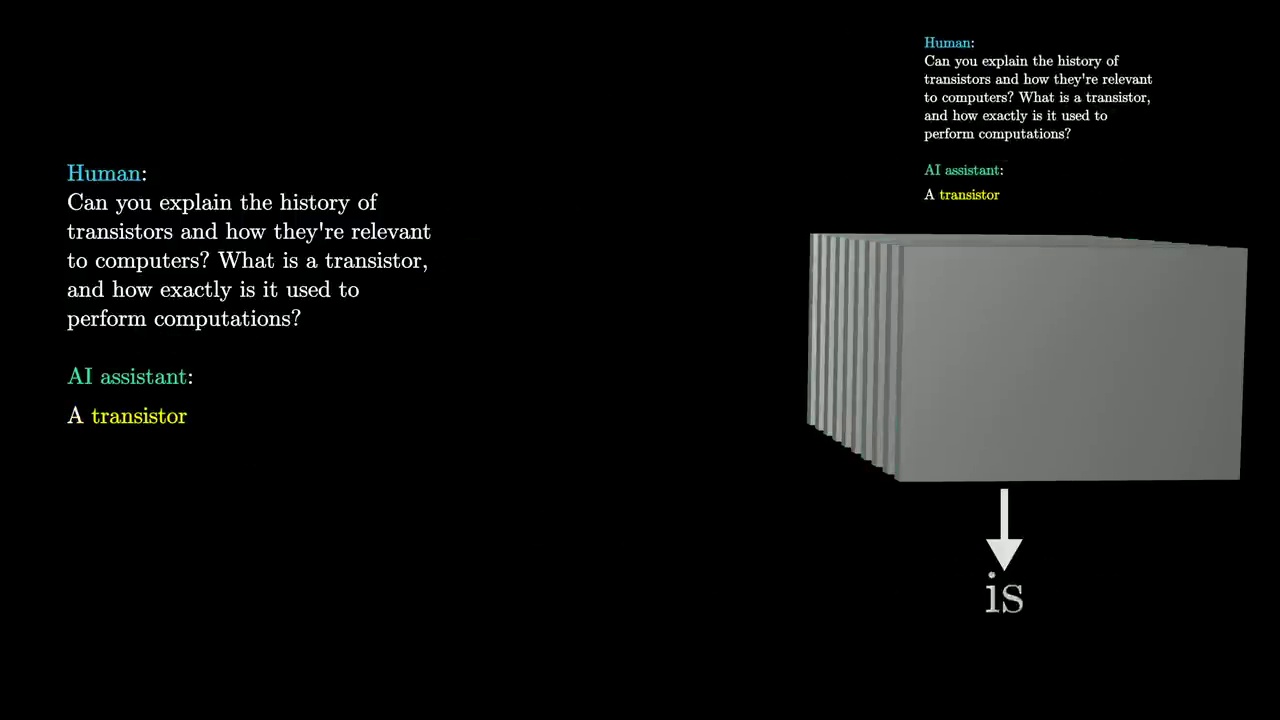 Human:
Can you explain the history of
transistors and how they're relevant
to computers? What is a transistor,
and how exactly is it used to
perform computations?
AI assistant:
A transistor
Human:
Can you explain the history of
transistors and how they're relevant
to computers? What is a transistor,
and how exactly is it used to
perform computations?
AI assistant:
A transistor
is